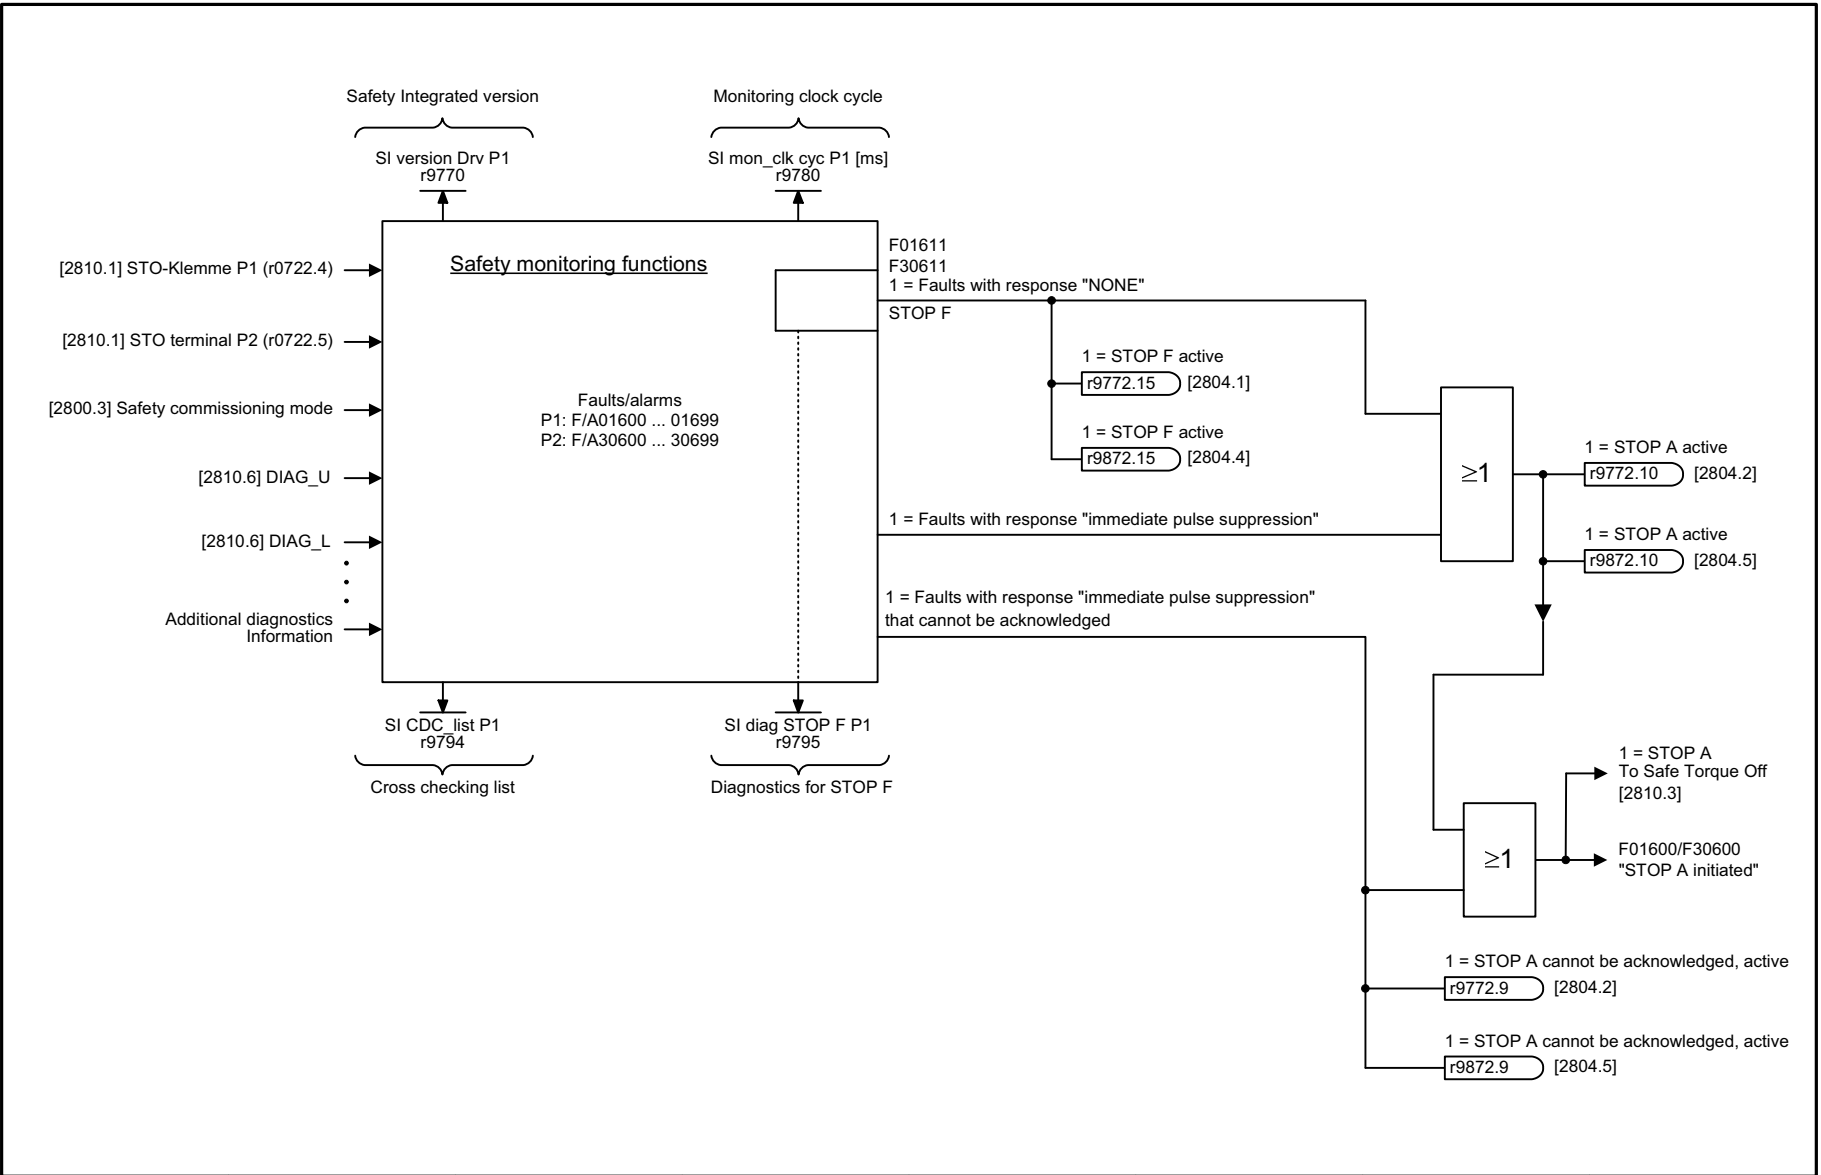 Safety Integrated version
Monitoring clock cycle
SI version Drv P1
r9770
SI mon_clk cyc P1 [ms]
r9780
[2810.1] STO-Klemme P1 (r0722.4)
[2810.1] STO terminal P2 (r0722.5)
[2800.3] Safety commissioning mode
[2810.6] DIAG_U
[2810.6] DIAG_L
Additional diagnostics
Information
Safety monitoring functions
Faults/alarms
P1: F/A01600 ... 01699
P2: F/A30600 ... 30699
F01611
F30611
1 = Faults with response "NONE"
STOP F
1 = STOP F active
r9772.15 [2804.1]
1 = STOP F active
r9872.15 [2804.4]
1 = Faults with response "immediate pulse suppression"
≥1
1 = STOP A active
r9772.10 [2804.2]
1 = STOP A active
r9872.10 [2804.5]
1 = Faults with response "immediate pulse suppression"
that cannot be acknowledged
SI CDC_list P1
r9794
Cross checking list
SI diag STOP F P1
r9795
Diagnostics for STOP F
≥1
1 = STOP A
To Safe Torque Off
[2810.3]
F01600/F30600
"STOP A initiated"
1 = STOP A cannot be acknowledged, active
r9772.9 [2804.2]
1 = STOP A cannot be acknowledged, active
r9872.9 [2804.5]